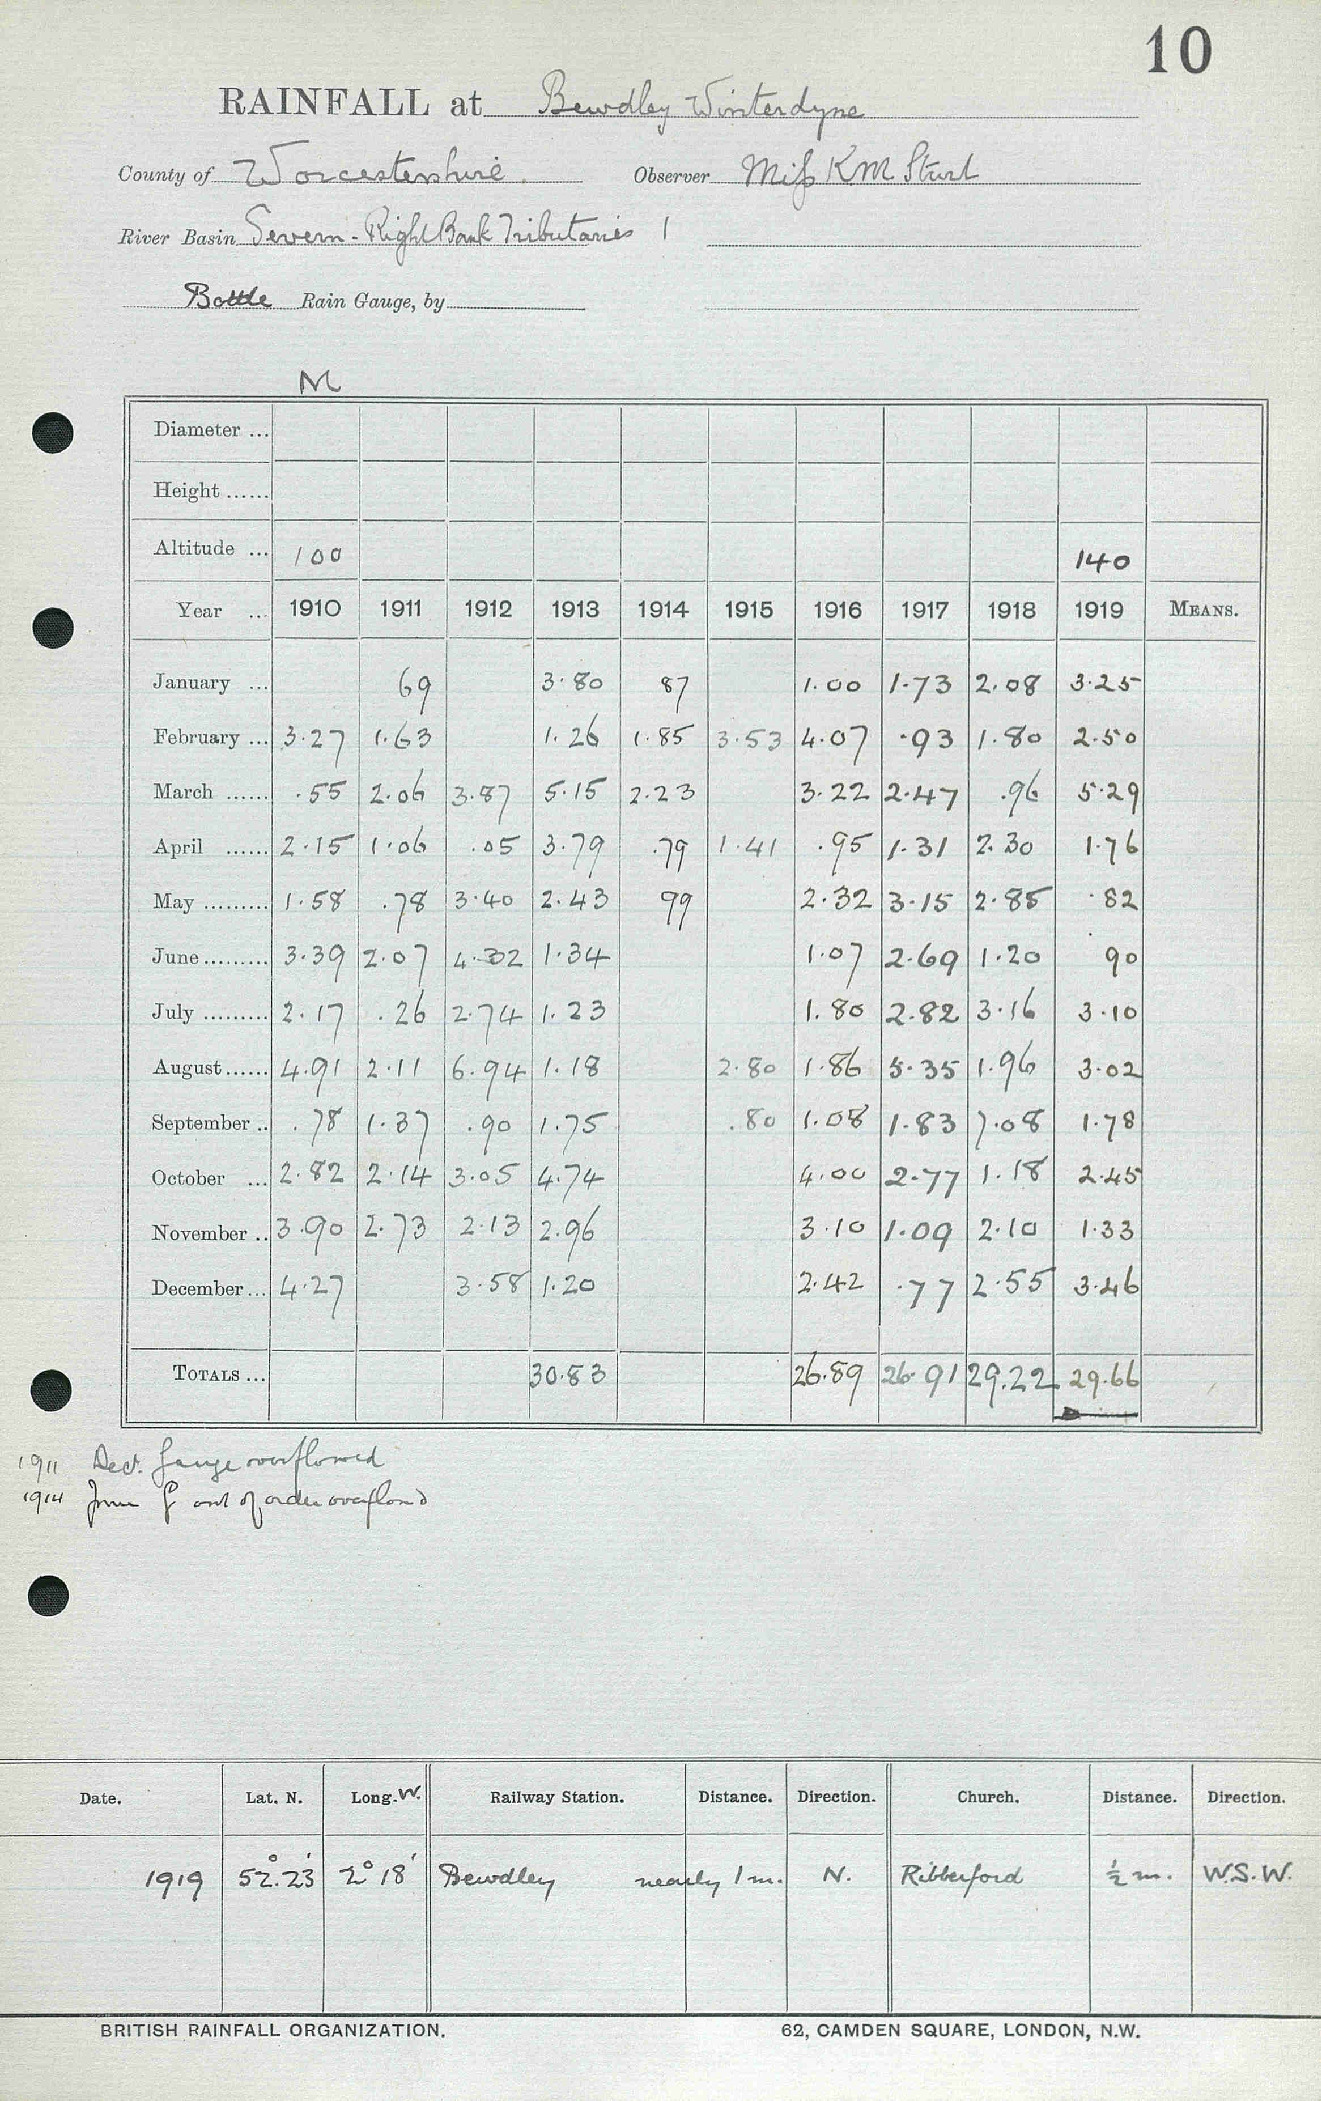 10
RAINFALL at Bewdley Winterdyne
County of Worcestershire. Observer Miss K M Sturt
River Basin Severn - Right Bank Tributaries 1
Bottle Rain Gauge, by
M
Diameter ...
Height ......
Altitude ... 100 140
Year ... 1910 1911 1912 1913 1914 1915 1916 1917 1918 1919 MEANS.
January ... 69 3.80 87 1.00 1.73 2.08 3.25
February ... 3.27 1.63 1.26 1.85 3.53 4.07 .93 1.80 2.50
March ...... .55 2.06 3.87 5.15 2.23 3.22 2.47 .96 5.29
April ...... 2.15 1.06 .05 3.79 .79 1.41 .95 1.31 2.30 1.76
May ......... 1.58 .78 3.40 2.43 99 2.32 3.15 2.85 .82
June ......... 3.39 2.07 4.32 1.34 1.07 2.69 1.20 90
July ......... 2.17 .26 2.74 1.23 1.80 2.82 3.16 3.10
August ...... 4.91 2.11 6.94 1.18 2.80 1.86 5.35 1.96 3.02
September .. .78 1.37 .90 1.75 .80 1.08 1.83 7.08 1.78
October ... 2.82 2.14 3.05 4.74 4.00 2.77 1.18 2.45
November .. 3.90 2.73 2.13 2.96 3.10 1.09 2.10 1.33
December ... 4.27 3.58 1.20 2.42 .77 2.55 3.46
TOTALS ... 30.83 26.89 26.91 29.22 29.66
1911 Dec. gauge overflowed
1914 June out of order overflowed
Date. Lat. N. Long. W. Railway Station. Distance. Direction. Church. Distance. Direction.
1919 52°.23' 2°18' Bewdley nearly 1 m. N. Ribbesford ½ m. W.S.W.
BRITISH RAINFALL ORGANIZATION. 62, CAMDEN SQUARE, LONDON, N.W.